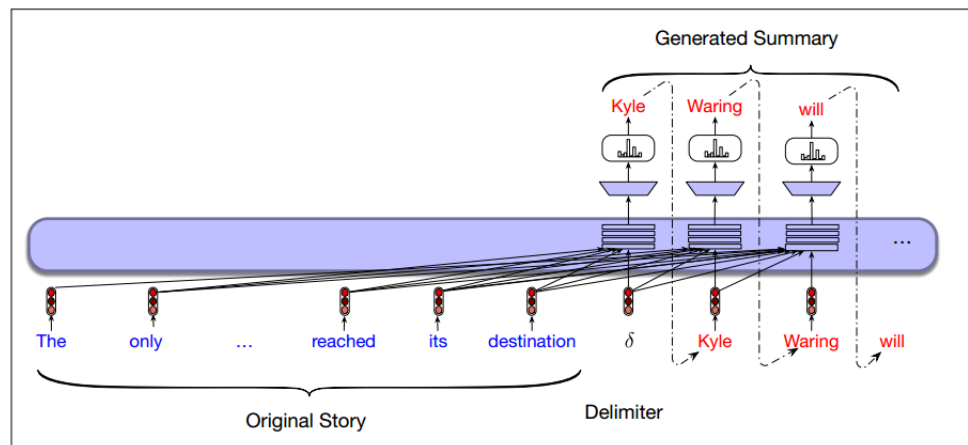 Generated Summary
Kyle Waring will
...
The only ... reached its destination δ Kyle Waring will
Original Story
Delimiter